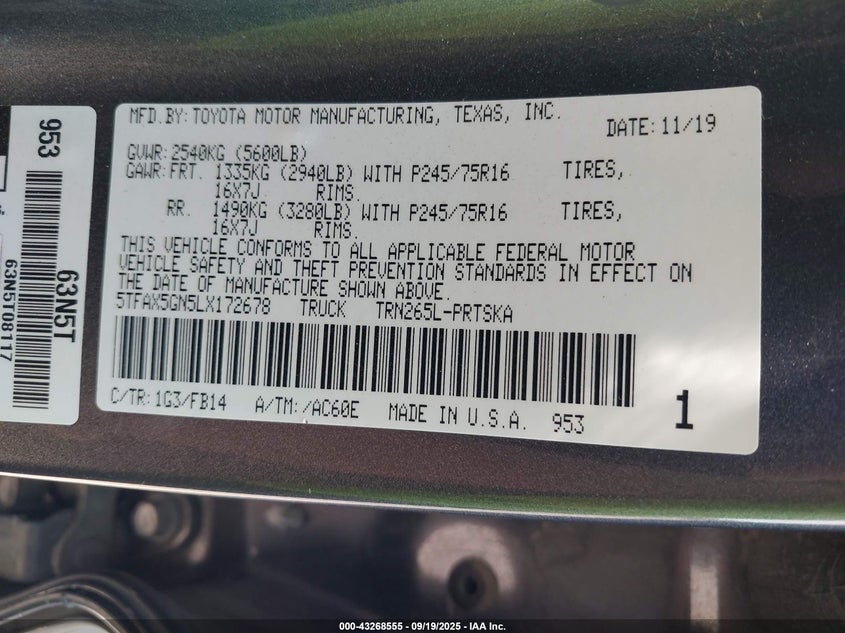 MFD.BY: TOYOTA MOTOR MANUFACTURING, TEXAS, INC.
DATE: 11/19
GVWR: 2540KG (5600LB)
GAWR: FRT. 1335KG (2940LB) WITH P245/75R16 TIRES,
16X7J RIMS.
RR. 1490KG (3280LB) WITH P245/75R16 TIRES,
16X7J RIMS.
THIS VEHICLE CONFORMS TO ALL APPLICABLE FEDERAL MOTOR
VEHICLE SAFETY AND THEFT PREVENTION STANDARDS IN EFFECT ON
THE DATE OF MANUFACTURE SHOWN ABOVE.
5TFAX5GN5LX172678 TRUCK TRN265L-PRTSKA
C/TR: 1G3/FB14 A/TM: /AC60E MADE IN U.S.A. 953
1
953
63N5T
63N5T08117
000-43268555 - 09/19/2025 - IAA Inc.